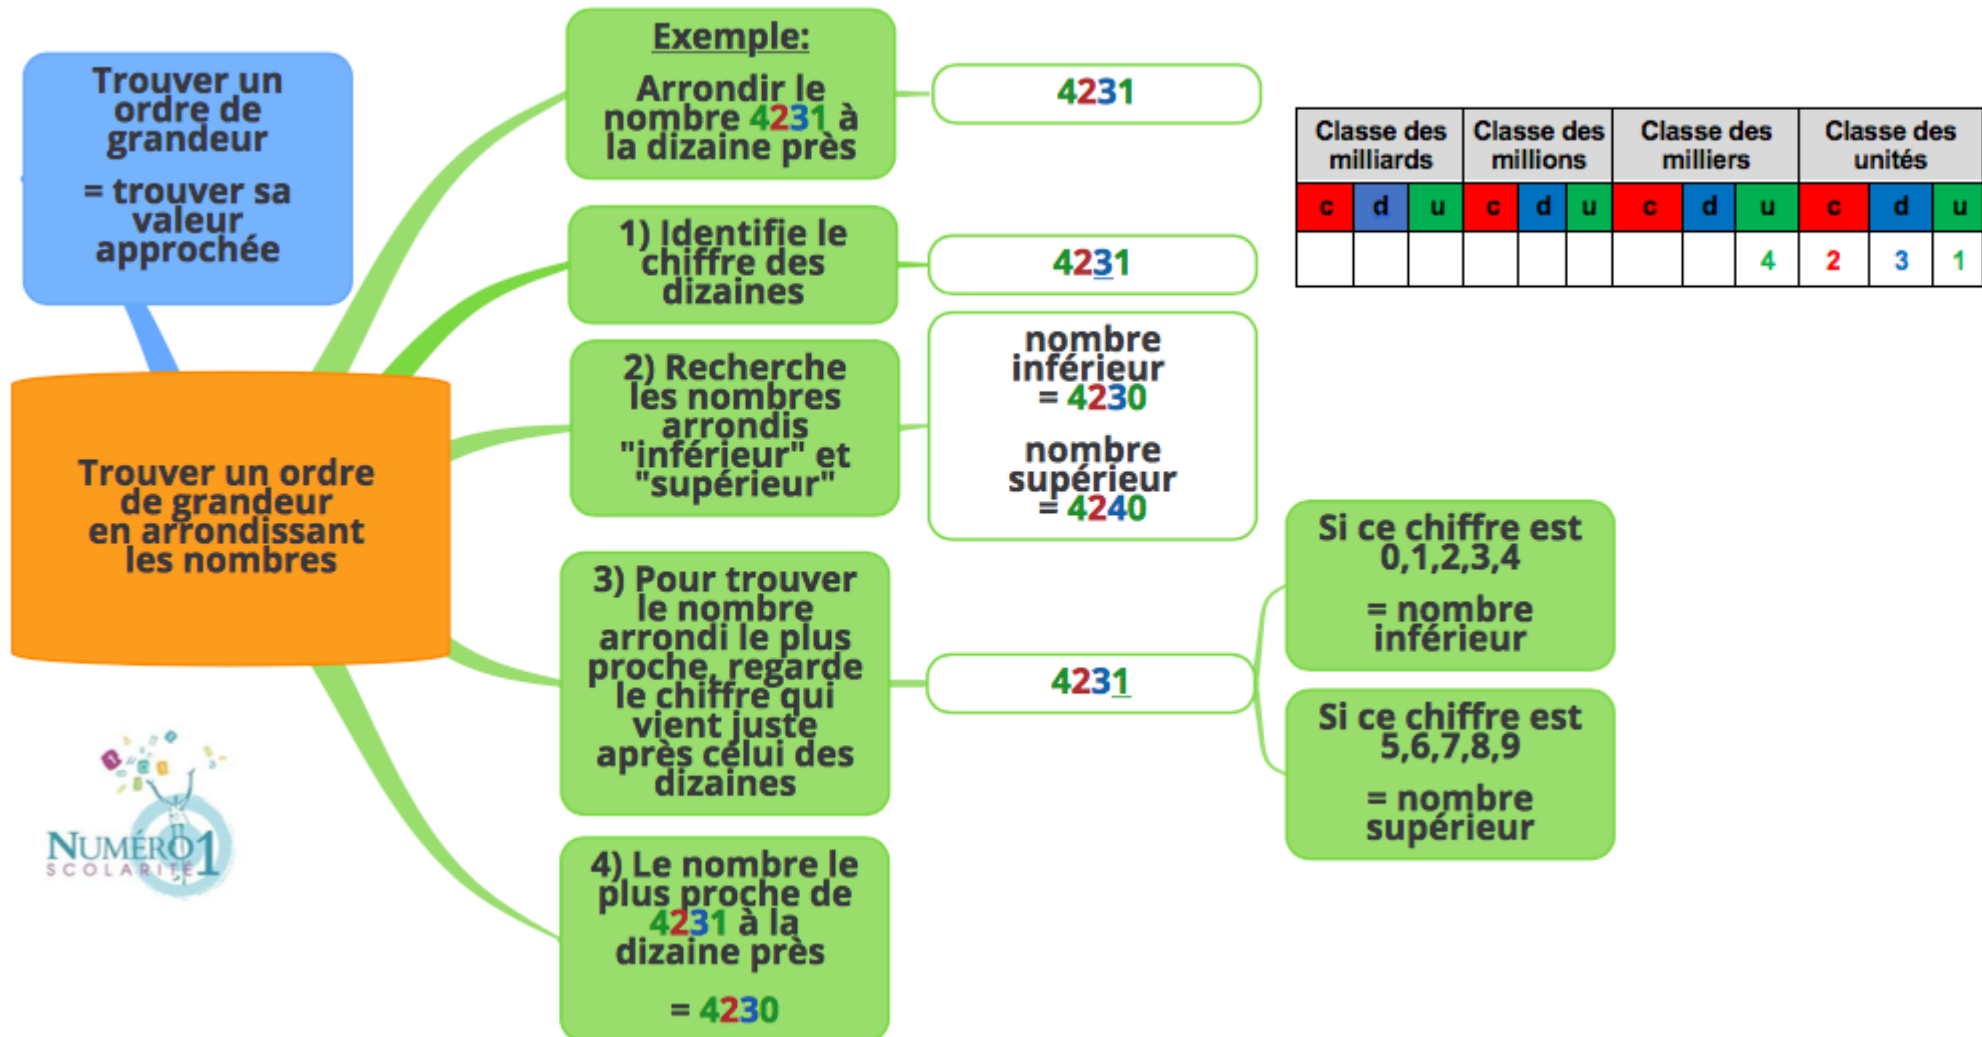 Trouver un
ordre de
grandeur
= trouver sa
valeur
approchée
Trouver un ordre
de grandeur
en arrondissant
les nombres
Exemple:
Arrondir le
nombre 4231 à
la dizaine près
4231
1) Identifie le
chiffre des
dizaines
4231
2) Recherche
les nombres
arrondis
"inférieur" et
"supérieur"
nombre
inférieur
= 4230
nombre
supérieur
= 4240
3) Pour trouver
le nombre
arrondi le plus
proche, regarde
le chiffre qui
vient juste
après celui des
dizaines
4231
Si ce chiffre est
0,1,2,3,4
= nombre
inférieur
Si ce chiffre est
5,6,7,8,9
= nombre
supérieur
4) Le nombre le
plus proche de
4231 à la
dizaine près
= 4230
Classe des milliards Classe des millions Classe des milliers Classe des unités
c d u c d u c d u c d u
4 2 3 1
NUMÉRO 1
SCOLARITÉ